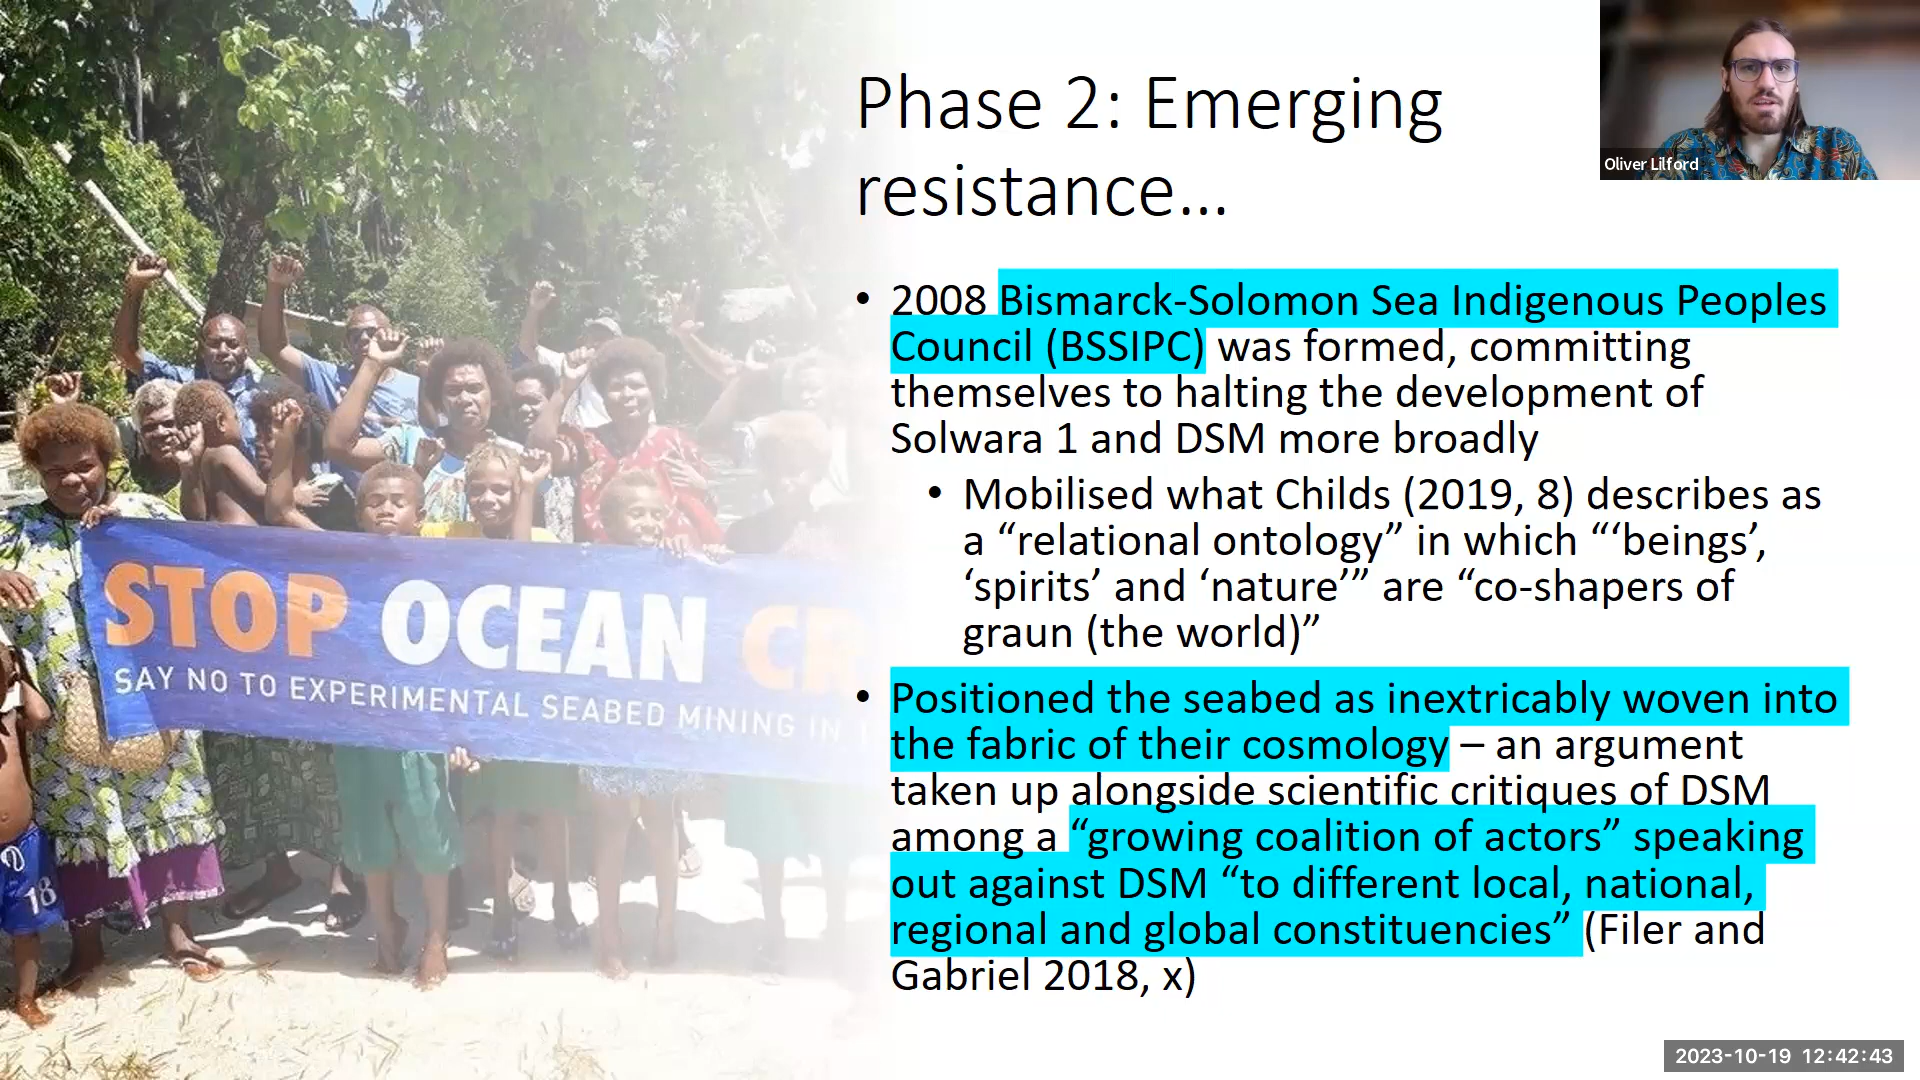 Phase 2: Emerging
resistance...
Oliver Lilford
• 2008 Bismarck-Solomon Sea Indigenous Peoples
Council (BSSIPC) was formed, committing
themselves to halting the development of
Solwara 1 and DSM more broadly
• Mobilised what Childs (2019, 8) describes as
a “relational ontology” in which “‘beings’,
‘spirits’ and ‘nature’” are “co-shapers of
graun (the world)”
• Positioned the seabed as inextricably woven into
the fabric of their cosmology – an argument
taken up alongside scientific critiques of DSM
among a “growing coalition of actors” speaking
out against DSM “to different local, national,
regional and global constituencies” (Filer and
Gabriel 2018, x)
STOP OCEAN CR
SAY NO TO EXPERIMENTAL SEABED MINING IN
18
2023-10-19 12:42:43